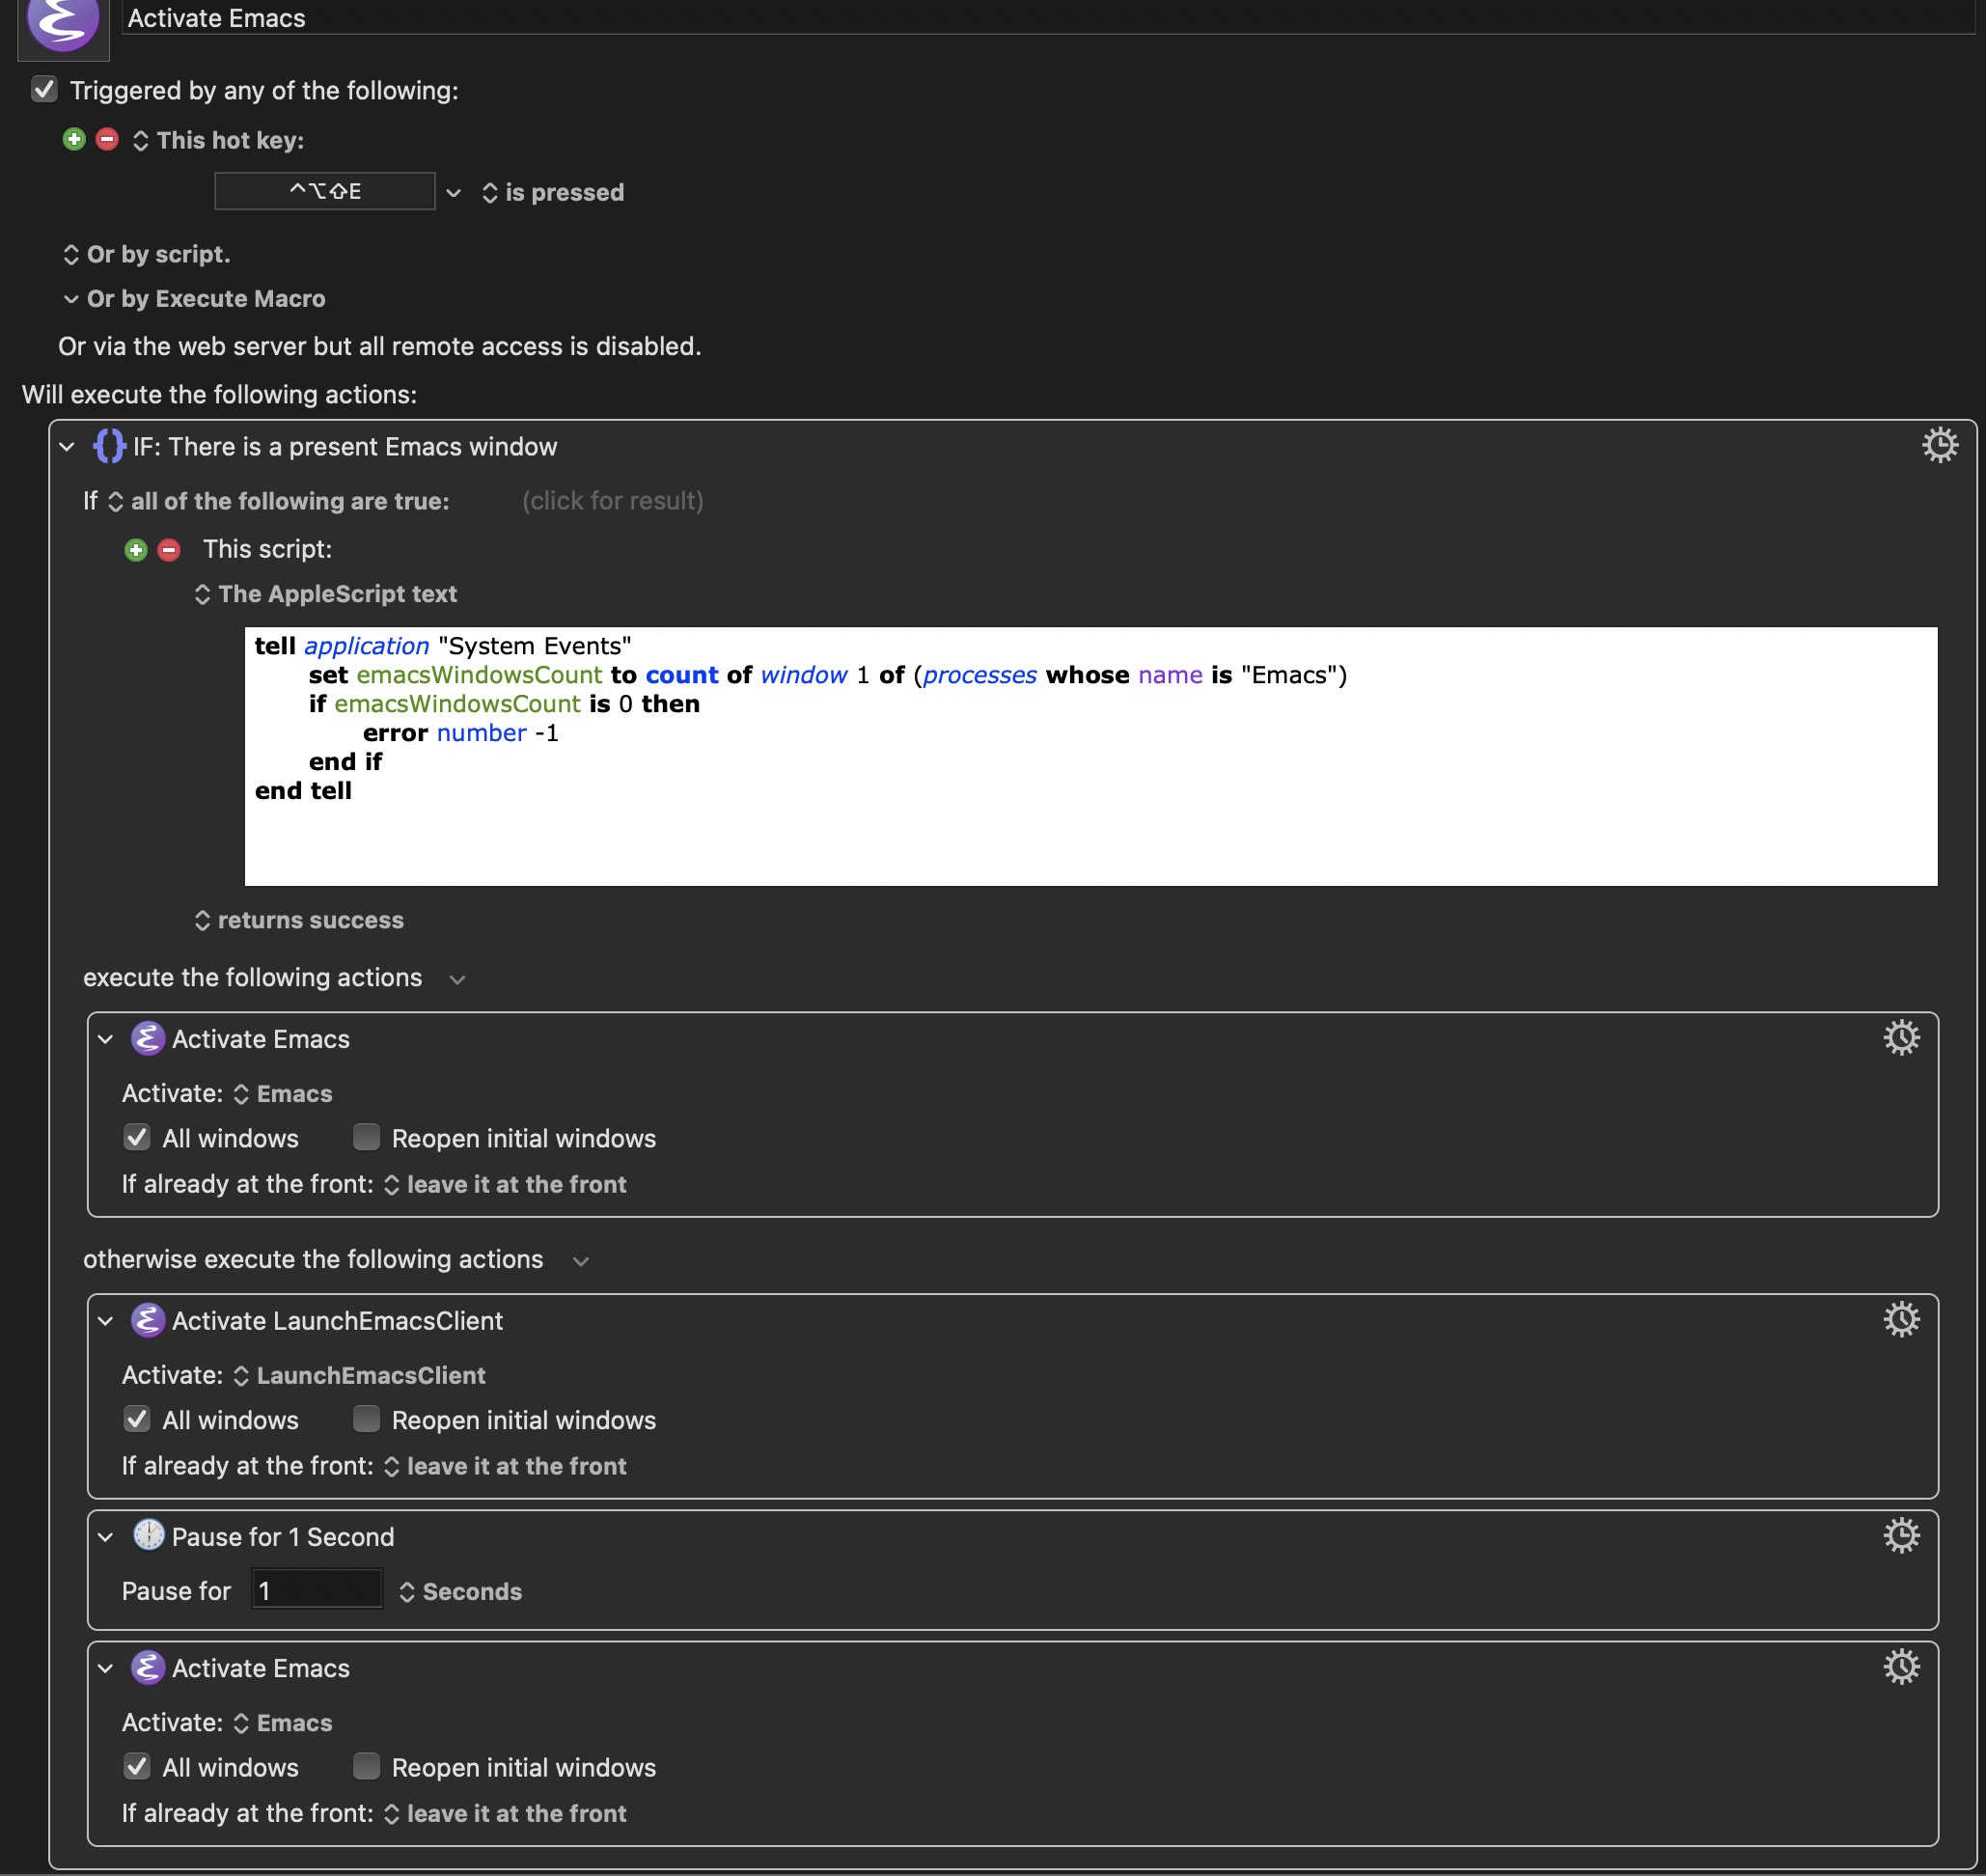 Activate Emacs
Triggered by any of the following:
This hot key:
^⌥⇧E is pressed
Or by script.
Or by Execute Macro
Or via the web server but all remote access is disabled.
Will execute the following actions:
{} IF: There is a present Emacs window
If all of the following are true: (click for result)
This script:
The AppleScript text
tell application "System Events"
set emacsWindowsCount to count of window 1 of (processes whose name is "Emacs")
if emacsWindowsCount is 0 then
error number -1
end if
end tell
returns success
execute the following actions
Activate Emacs
Activate: Emacs
All windows Reopen initial windows
If already at the front: leave it at the front
otherwise execute the following actions
Activate LaunchEmacsClient
Activate: LaunchEmacsClient
All windows Reopen initial windows
If already at the front: leave it at the front
Pause for 1 Second
Pause for 1 Seconds
Activate Emacs
Activate: Emacs
All windows Reopen initial windows
If already at the front: leave it at the front